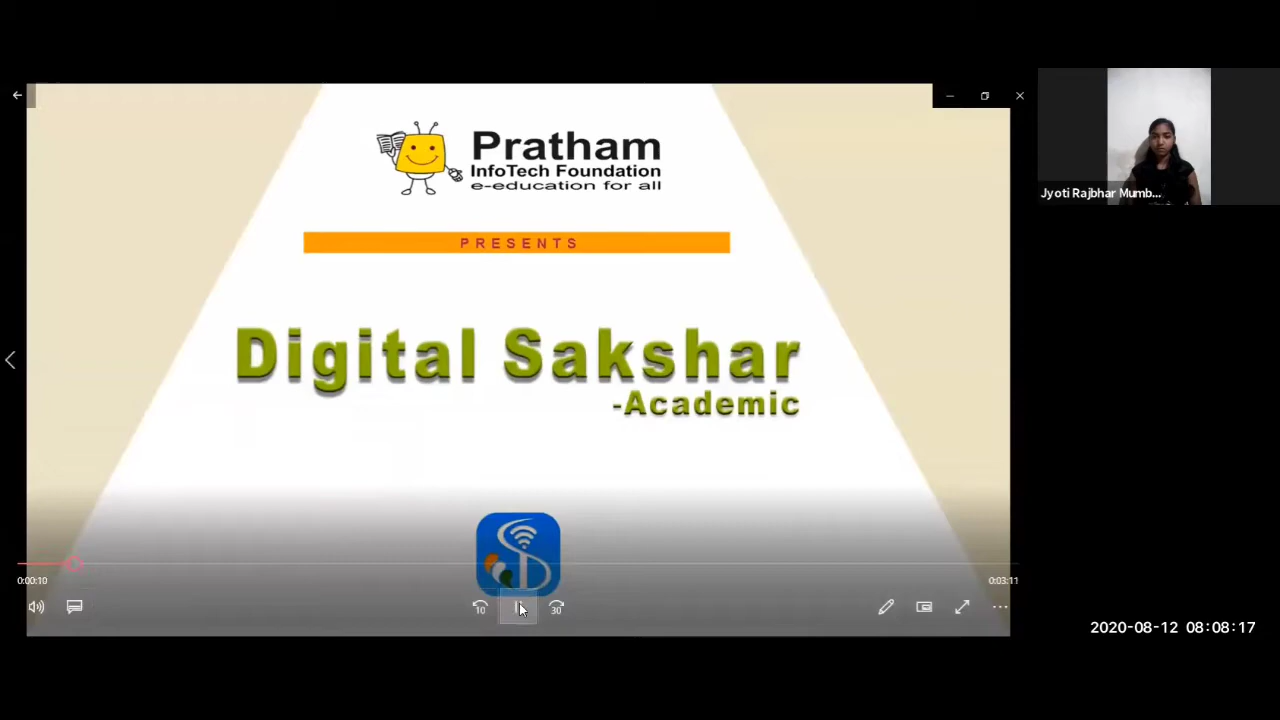 Pratham
InfoTech Foundation
e-education for all
PRESENTS
Digital Sakshar
-Academic
0:00:10
0:03:11
10
30
Jyoti Rajbhar Mumb...
2020-08-12 08:08:17